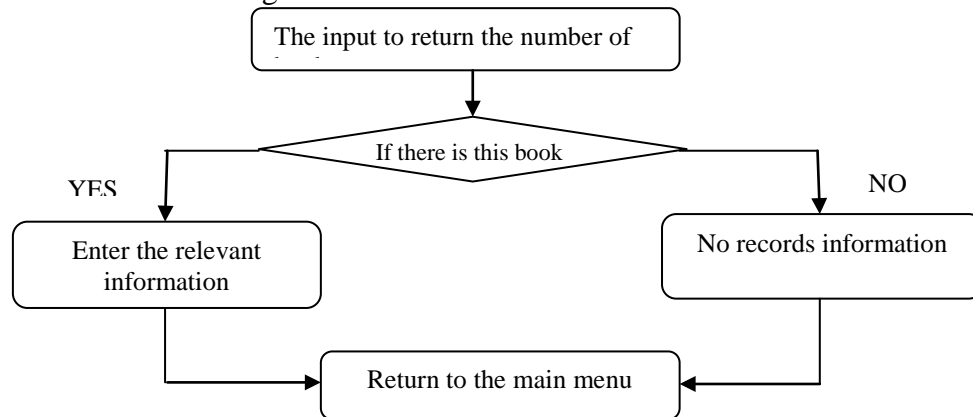 The input to return the number of
If there is this book
YES
NO
Enter the relevant
information
No records information
Return to the main menu